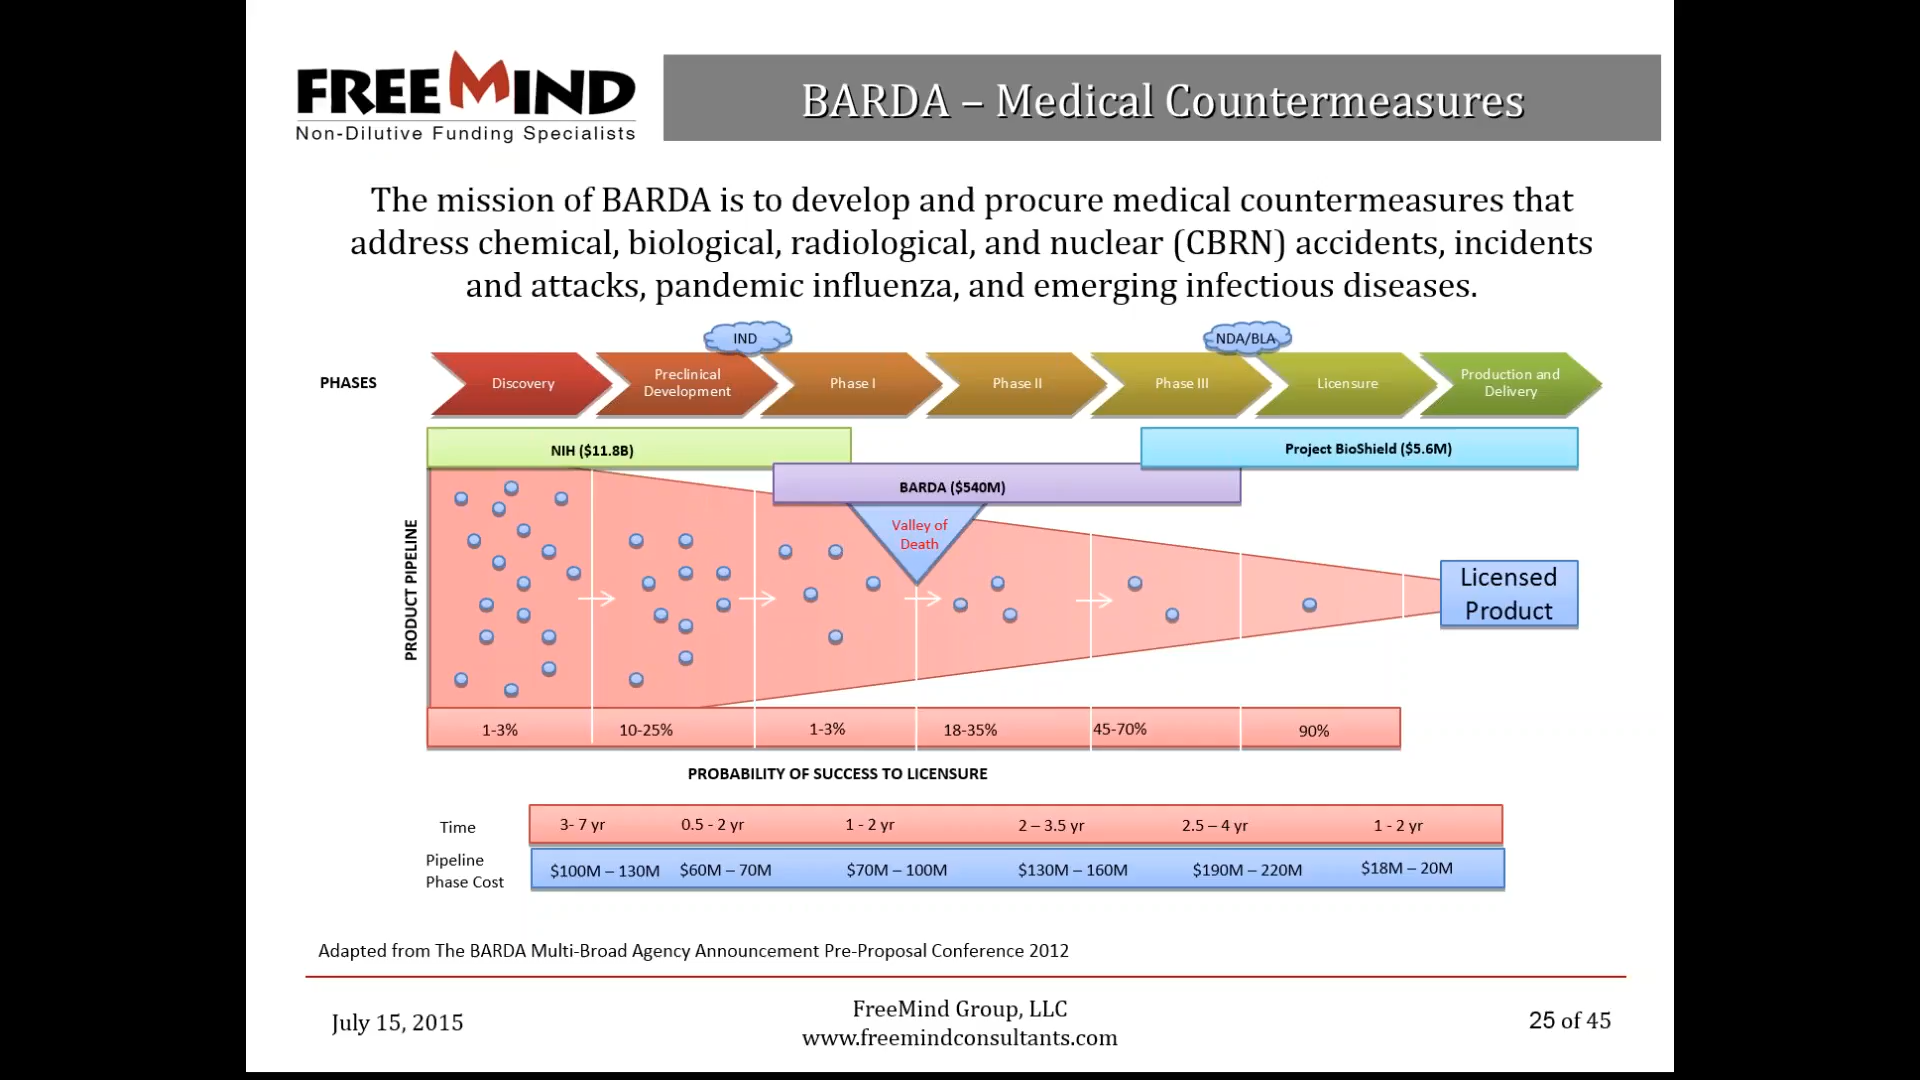 FREEMIND
Non-Dilutive Funding Specialists
BARDA – Medical Countermeasures
The mission of BARDA is to develop and procure medical countermeasures that
address chemical, biological, radiological, and nuclear (CBRN) accidents, incidents
and attacks, pandemic influenza, and emerging infectious diseases.
IND
NDA/BLA
PHASES
Discovery
Preclinical
Development
Phase I
Phase II
Phase III
Licensure
Production and
Delivery
NIH ($11.8B)
Project BioShield ($5.6M)
BARDA ($540M)
Valley of
Death
PRODUCT PIPELINE
Licensed
Product
1-3%
10-25%
1-3%
18-35%
45-70%
90%
PROBABILITY OF SUCCESS TO LICENSURE
Time
3- 7 yr
0.5 - 2 yr
1 - 2 yr
2 – 3.5 yr
2.5 – 4 yr
1 - 2 yr
Pipeline
Phase Cost
$100M – 130M
$60M – 70M
$70M – 100M
$130M – 160M
$190M – 220M
$18M – 20M
Adapted from The BARDA Multi-Broad Agency Announcement Pre-Proposal Conference 2012
July 15, 2015
FreeMind Group, LLC
www.freemindconsultants.com
25 of 45